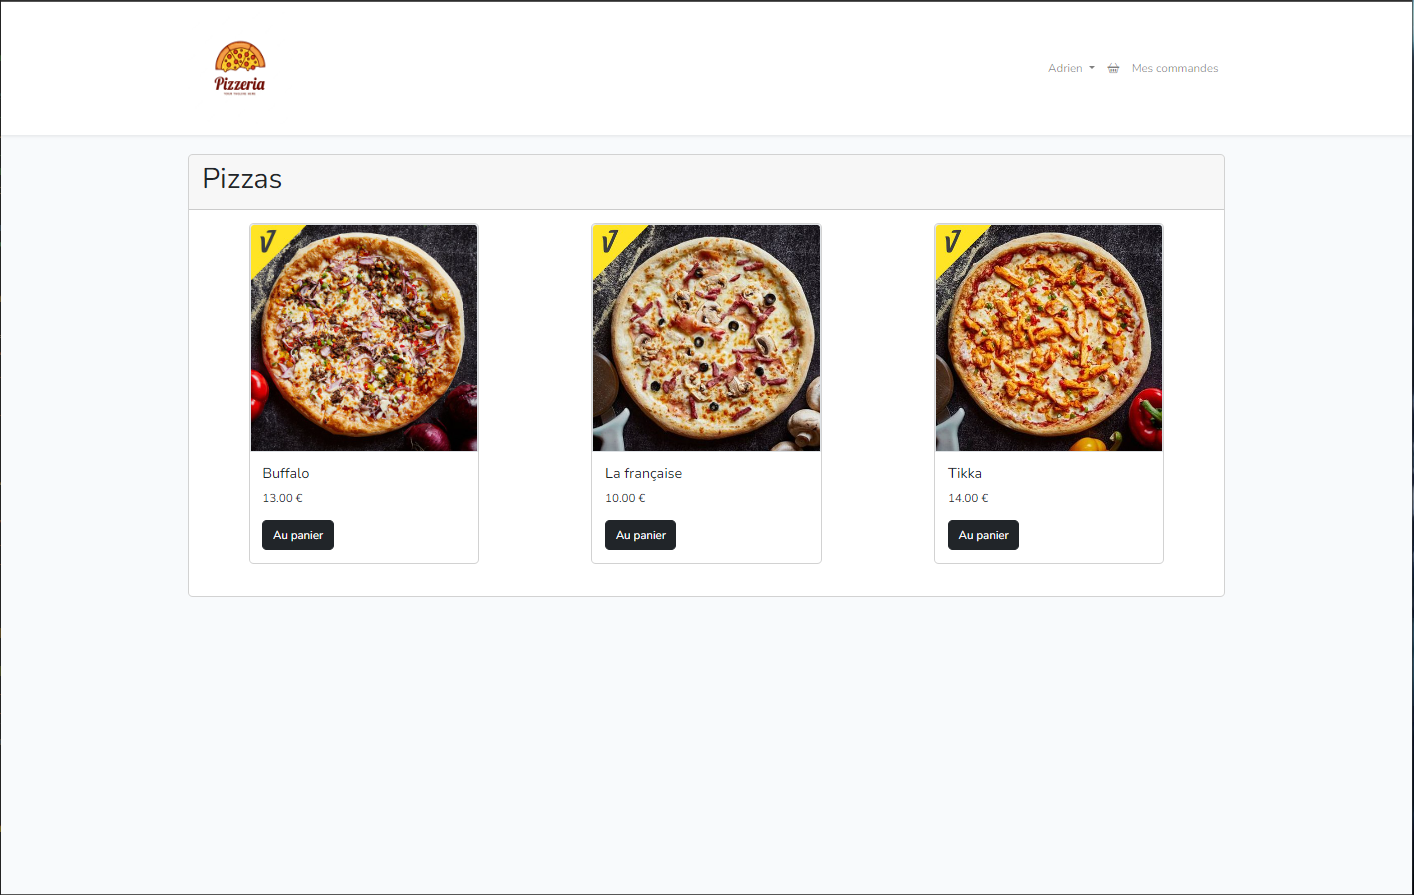 Pizzeria
Adrien
Mes commandes
Pizzas
Buffalo
13.00 €
Au panier
La française
10.00 €
Au panier
Tikka
14.00 €
Au panier